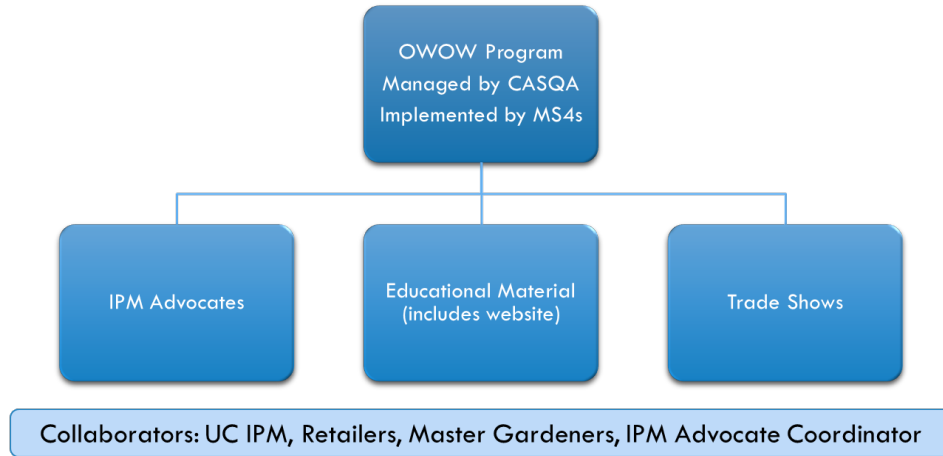 OWOW Program
Managed by CASQA
Implemented by MS4s
IPM Advocates
Educational Material
(includes website)
Trade Shows
Collaborators: UC IPM, Retailers, Master Gardeners, IPM Advocate Coordinator